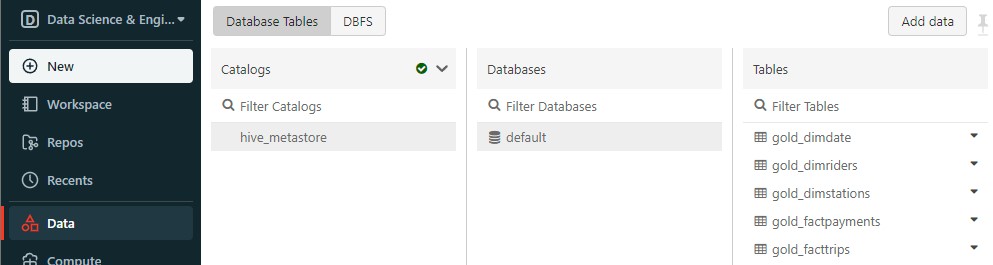 Data Science & Engi...
New
Workspace
Repos
Recents
Data
Compute
Database Tables
DBFS
Add data
Catalogs
Filter Catalogs
hive_metastore
Databases
Filter Databases
default
Tables
Filter Tables
gold_dimdate
gold_dimriders
gold_dimstations
gold_factpayments
gold_facttrips